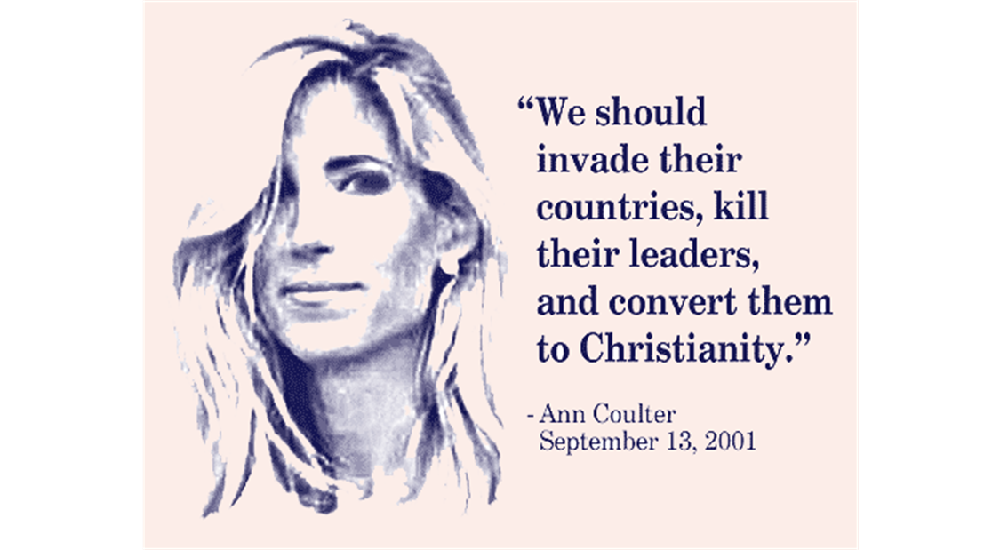 “We should
invade their
countries, kill
their leaders,
and convert them
to Christianity.”
- Ann Coulter
September 13, 2001